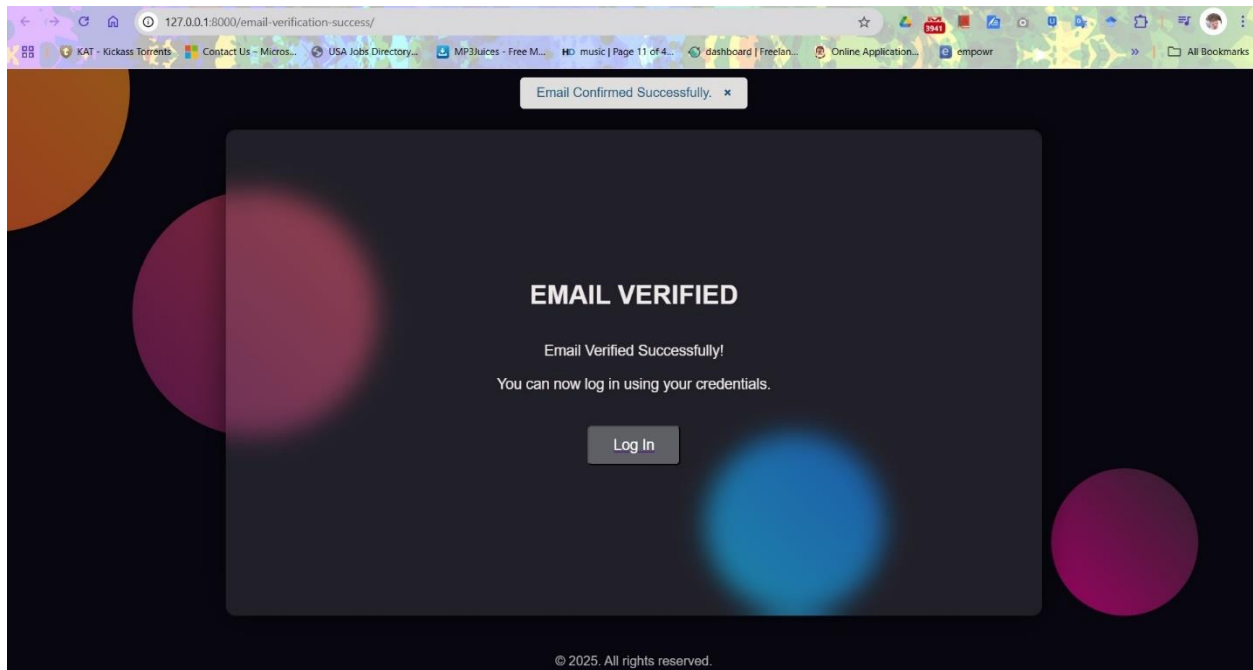 127.0.0.1:8000/email-verification-success/
3941
KAT - Kickass Torrents Contact Us – Micros... USA Jobs Directory... MP3Juices - Free M... HD music | Page 11 of 4... dashboard | Freelan... Online Application... e empowr » All Bookmarks
Email Confirmed Successfully. ×
EMAIL VERIFIED
Email Verified Successfully!
You can now log in using your credentials.
Log In
© 2025. All rights reserved.